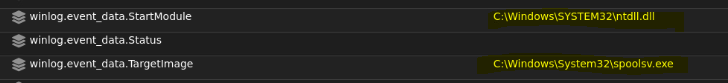 winlog.event_data.StartModule C:\Windows\SYSTEM32\ntdll.dll
winlog.event_data.Status
winlog.event_data.TargetImage C:\Windows\System32\spoolsv.exe